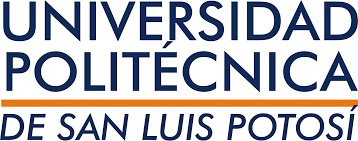 UNIVERSIDAD
POLITÉCNICA
DE SAN LUIS POTOSÍ